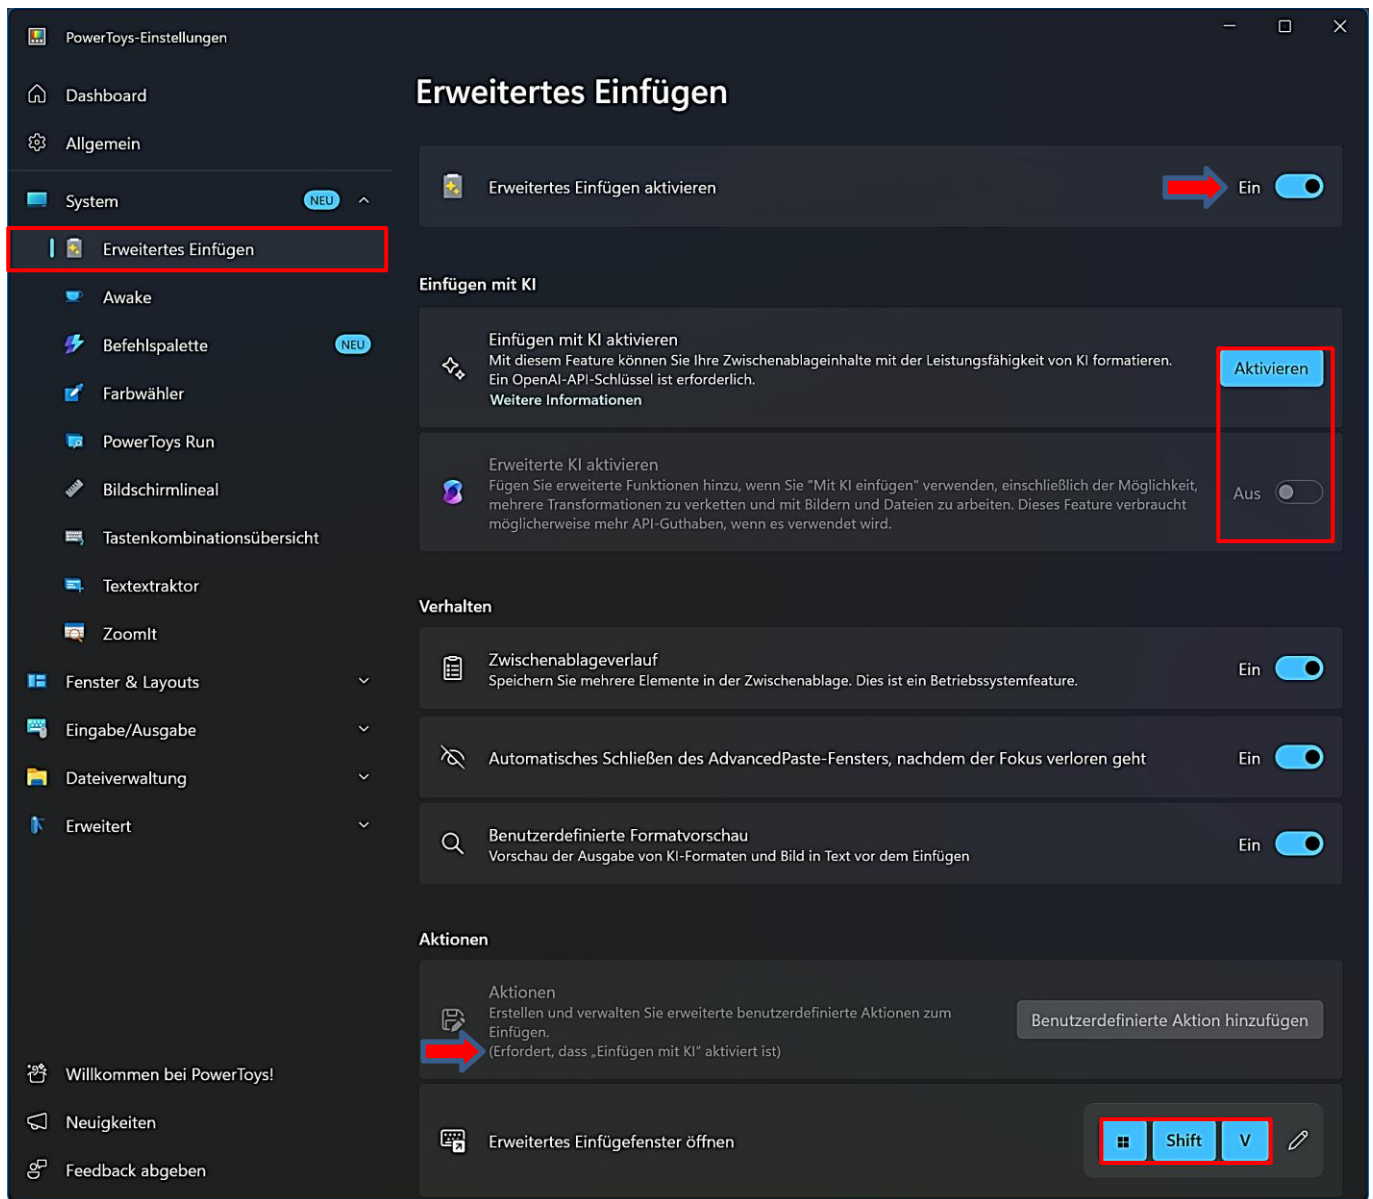 PowerToys-Einstellungen
Dashboard
Allgemein
System NEU
Erweitertes Einfügen
Awake
Befehlspalette NEU
Farbwähler
PowerToys Run
Bildschirmlineal
Tastenkombinationsübersicht
Textextraktor
ZoomIt
Fenster & Layouts
Eingabe/Ausgabe
Dateiverwaltung
Erweitert
Willkommen bei PowerToys!
Neuigkeiten
Feedback abgeben
Erweitertes Einfügen
Erweitertes Einfügen aktivieren Ein
Einfügen mit KI
Einfügen mit KI aktivieren
Mit diesem Feature können Sie Ihre Zwischenablageinhalte mit der Leistungsfähigkeit von KI formatieren.
Ein OpenAI-API-Schlüssel ist erforderlich.
Weitere Informationen
Aktivieren
Erweiterte KI aktivieren
Fügen Sie erweiterte Funktionen hinzu, wenn Sie "Mit KI einfügen" verwenden, einschließlich der Möglichkeit,
mehrere Transformationen zu verketten und mit Bildern und Dateien zu arbeiten. Dieses Feature verbraucht
möglicherweise mehr API-Guthaben, wenn es verwendet wird.
Aus
Verhalten
Zwischenablageverlauf
Speichern Sie mehrere Elemente in der Zwischenablage. Dies ist ein Betriebssystemfeature.
Ein
Automatisches Schließen des AdvancedPaste-Fensters, nachdem der Fokus verloren geht Ein
Benutzerdefinierte Formatvorschau
Vorschau der Ausgabe von KI-Formaten und Bild in Text vor dem Einfügen
Ein
Aktionen
Aktionen
Erstellen und verwalten Sie erweiterte benutzerdefinierte Aktionen zum
Einfügen.
(Erfordert, dass „Einfügen mit KI" aktiviert ist)
Benutzerdefinierte Aktion hinzufügen
Erweitertes Einfügefenster öffnen Shift V